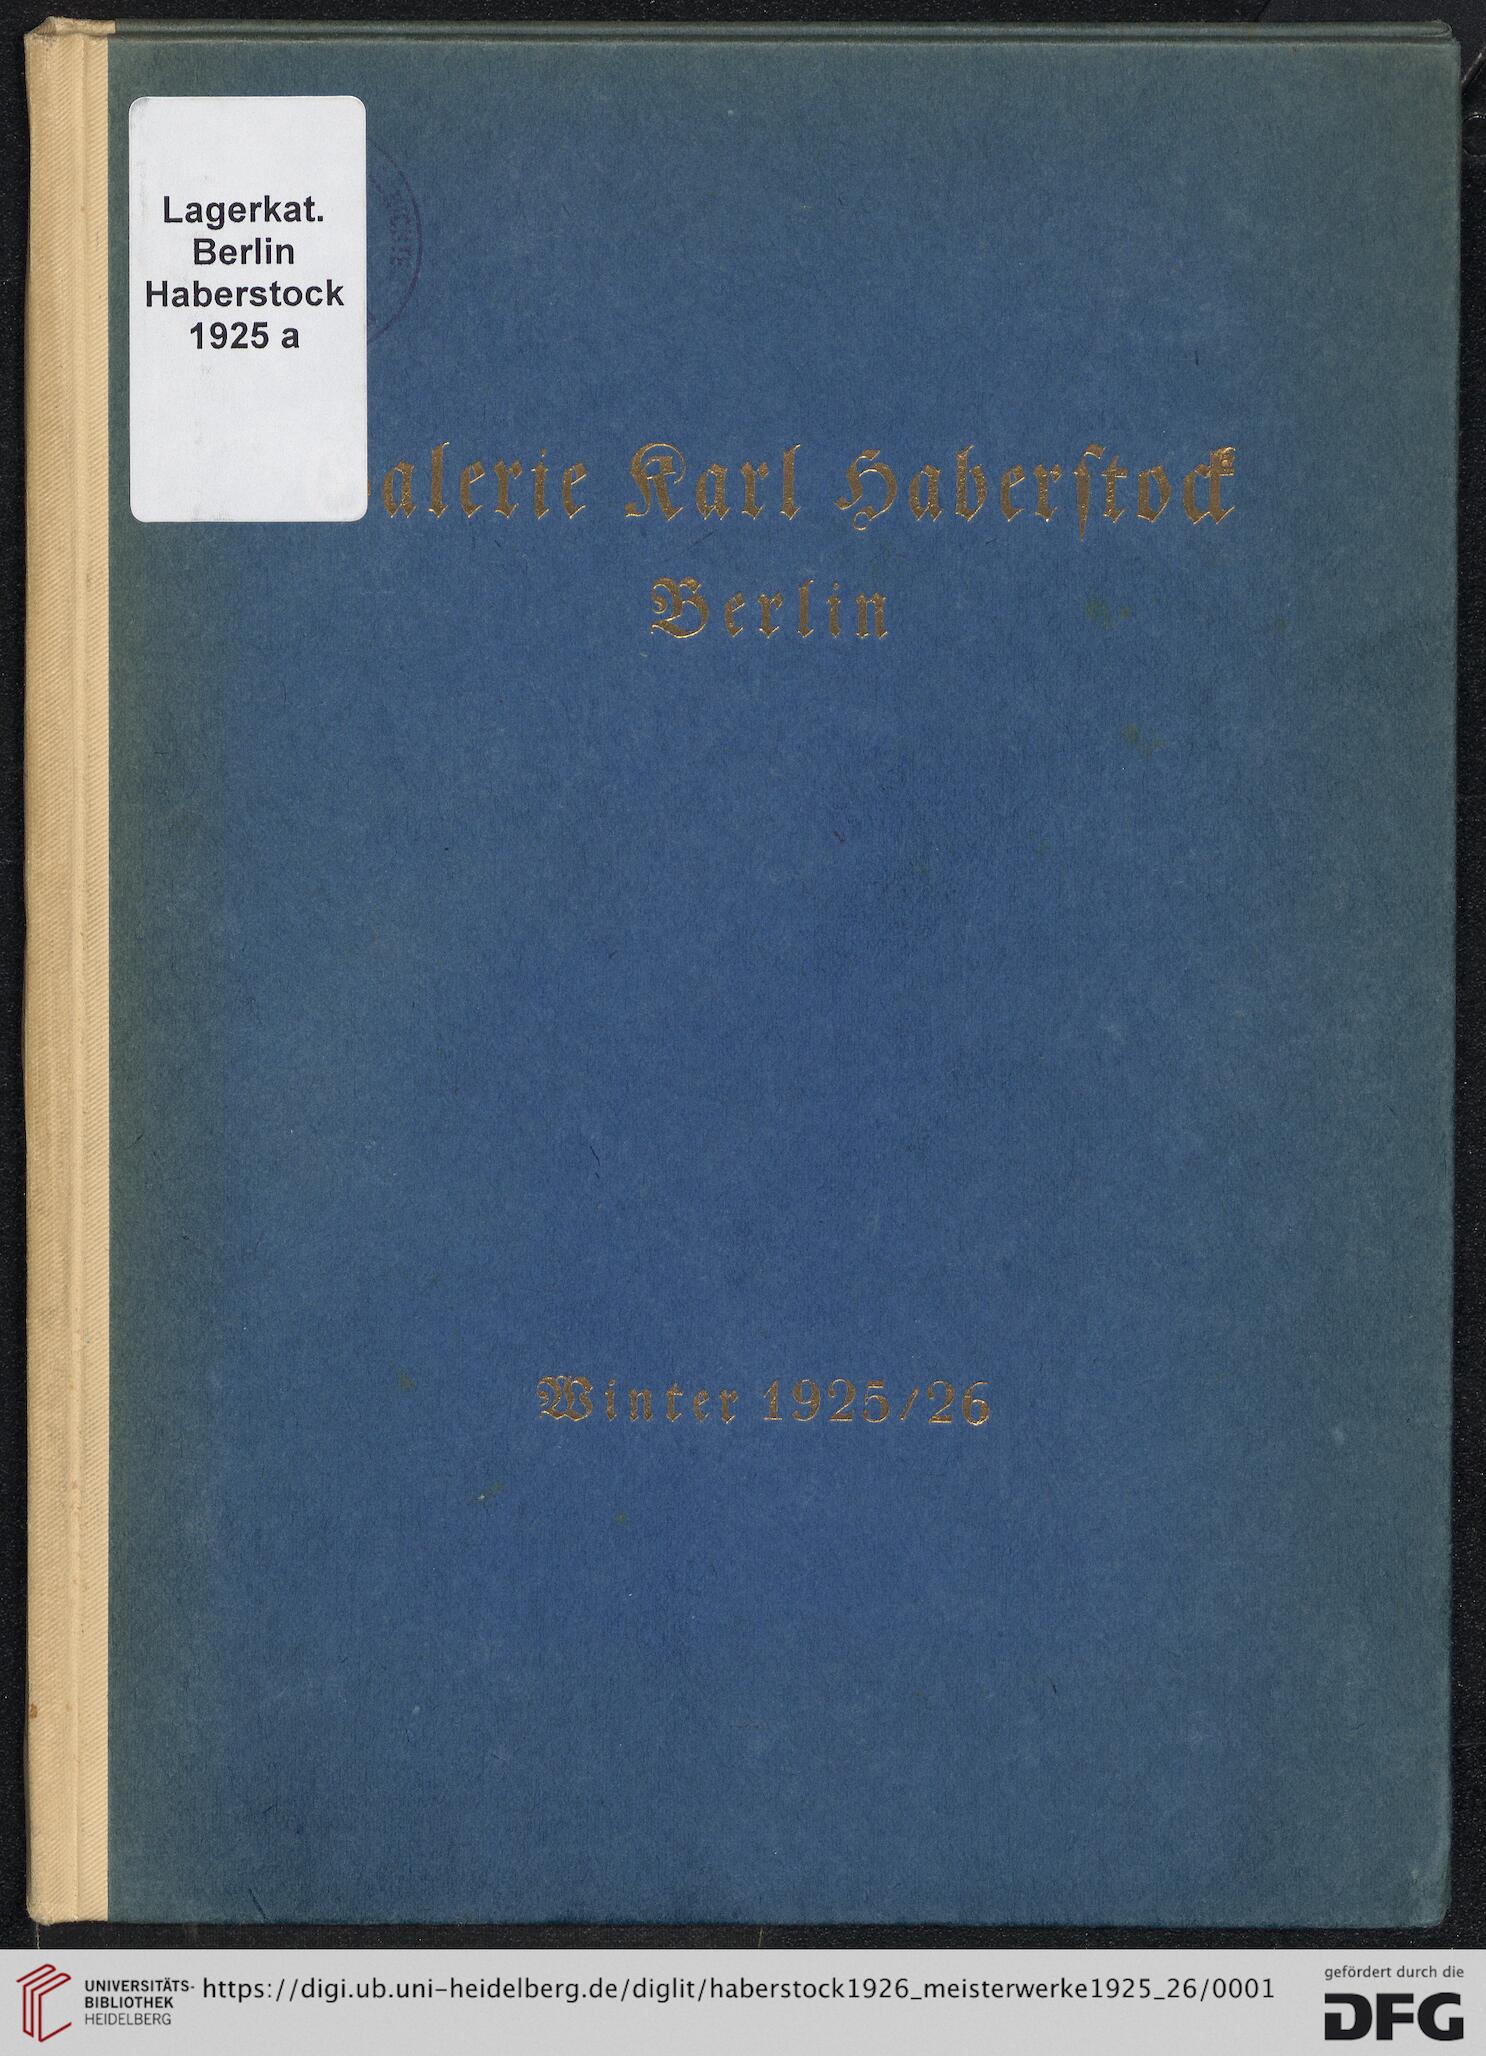 Lagerkat.
Berlin
Haberstock
1925 a
Galerie Karl Haberſtock
Berlin
Winter 1925/26
UNIVERSITÄTS-
BIBLIOTHEK
HEIDELBERG
https://digi.ub.uni-heidelberg.de/diglit/haberstock1926_meisterwerke1925_26/0001
gefördert durch die
DFG